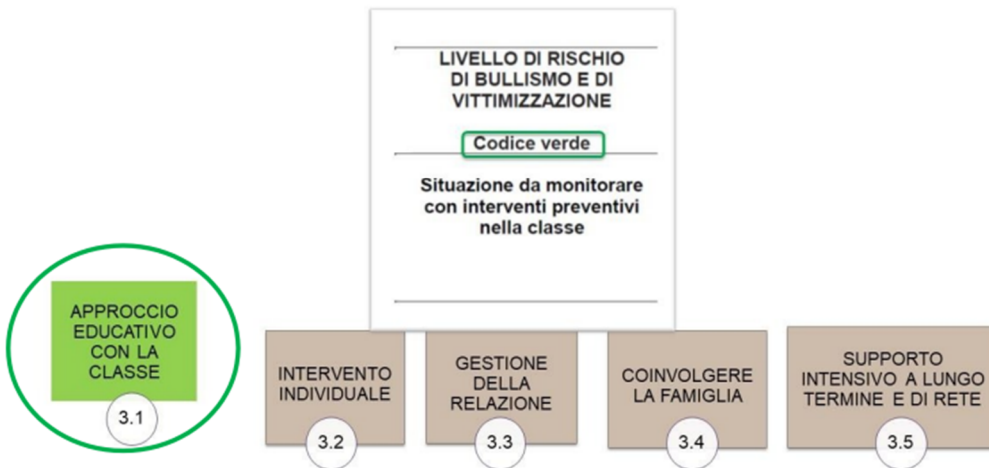 LIVELLO DI RISCHIO
DI BULLISMO E DI
VITTIMIZZAZIONE
Codice verde
Situazione da monitorare
con interventi preventivi
nella classe
APPROCCIO
EDUCATIVO
CON LA
CLASSE
3.1
INTERVENTO
INDIVIDUALE
3.2
GESTIONE
DELLA
RELAZIONE
3.3
COINVOLGERE
LA FAMIGLIA
3.4
SUPPORTO
INTENSIVO A LUNGO
TERMINE E DI RETE
3.5